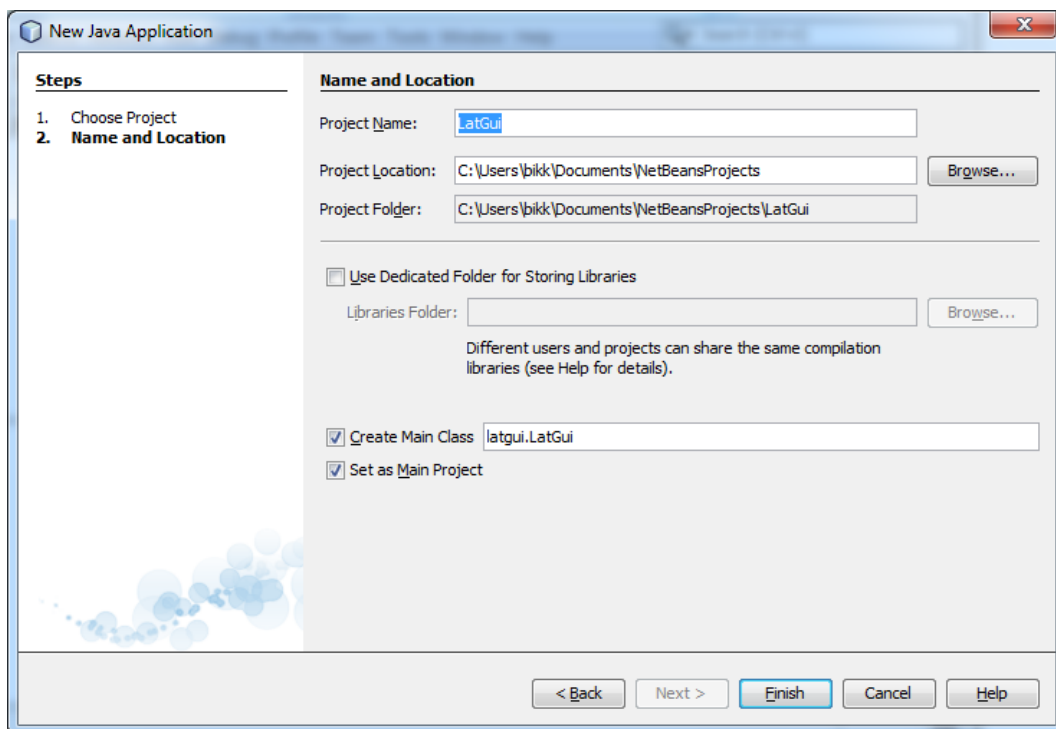 New Java Application
Steps
1. Choose Project
2. Name and Location
Name and Location
Project Name: LatGui
Project Location: C:\Users\bikk\Documents\NetBeansProjects Browse...
Project Folder: C:\Users\bikk\Documents\NetBeansProjects\LatGui
Use Dedicated Folder for Storing Libraries
Libraries Folder: Browse...
Different users and projects can share the same compilation
libraries (see Help for details).
Create Main Class latgui.LatGui
Set as Main Project
< Back Next > Finish Cancel Help